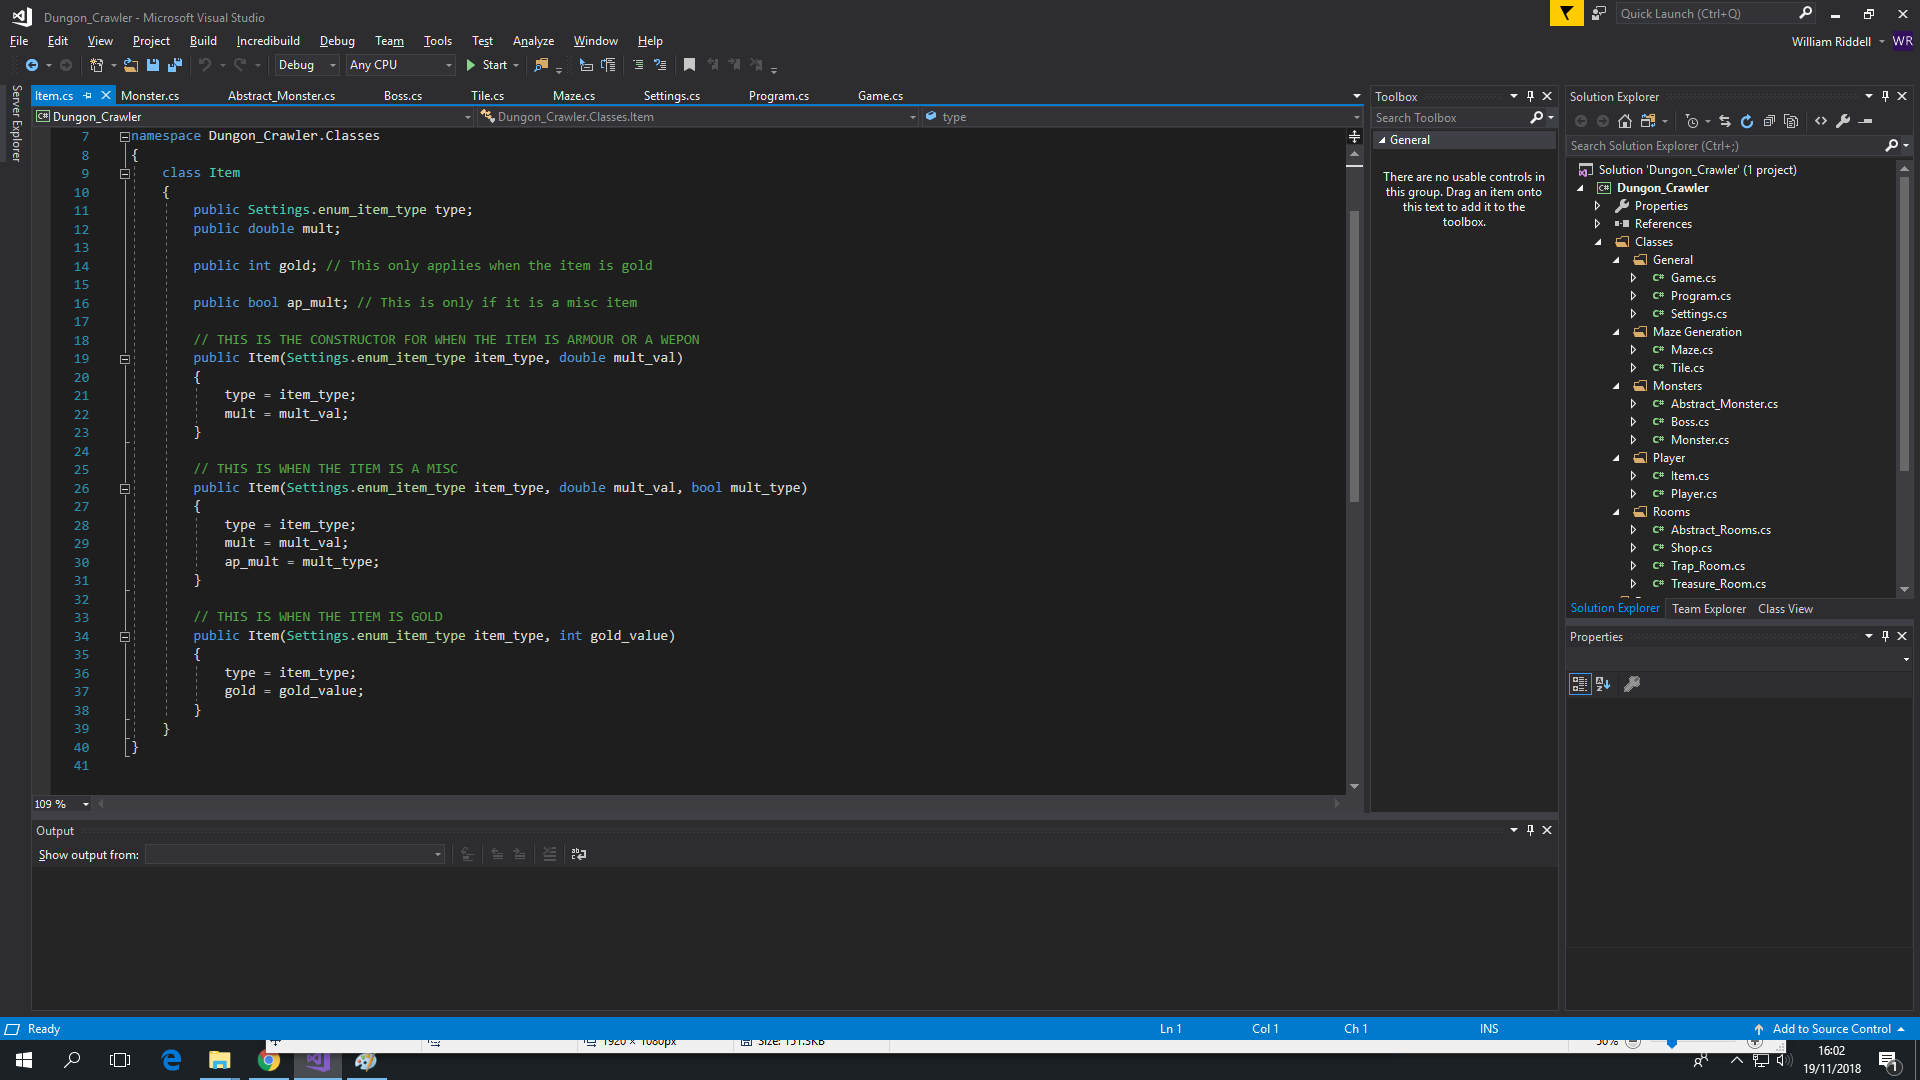 Dungon_Crawler - Microsoft Visual Studio
Quick Launch (Ctrl+Q)
File Edit View Project Build Incredibuild Debug Team Tools Test Analyze Window Help
William Riddell WR
Debug Any CPU Start
Server Explorer
Item.cs Monster.cs Abstract_Monster.cs Boss.cs Tile.cs Maze.cs Settings.cs Program.cs Game.cs
C# Dungon_Crawler Dungon_Crawler.Classes.Item type
7 namespace Dungon_Crawler.Classes
8 {
9 class Item
10 {
11 public Settings.enum_item_type type;
12 public double mult;
13
14 public int gold; // This only applies when the item is gold
15
16 public bool ap_mult; // This is only if it is a misc item
17
18 // THIS IS THE CONSTRUCTOR FOR WHEN THE ITEM IS ARMOUR OR A WEPON
19 public Item(Settings.enum_item_type item_type, double mult_val)
20 {
21 type = item_type;
22 mult = mult_val;
23 }
24
25 // THIS IS WHEN THE ITEM IS A MISC
26 public Item(Settings.enum_item_type item_type, double mult_val, bool mult_type)
27 {
28 type = item_type;
29 mult = mult_val;
30 ap_mult = mult_type;
31 }
32
33 // THIS IS WHEN THE ITEM IS GOLD
34 public Item(Settings.enum_item_type item_type, int gold_value)
35 {
36 type = item_type;
37 gold = gold_value;
38 }
39 }
40 }
41
109 %
Toolbox
Search Toolbox
General
There are no usable controls in
this group. Drag an item onto
this text to add it to the
toolbox.
Solution Explorer
Search Solution Explorer (Ctrl+;)
Solution 'Dungon_Crawler' (1 project)
C# Dungon_Crawler
Properties
References
Classes
General
C# Game.cs
C# Program.cs
C# Settings.cs
Maze Generation
C# Maze.cs
C# Tile.cs
Monsters
C# Abstract_Monster.cs
C# Boss.cs
C# Monster.cs
Player
C# Item.cs
C# Player.cs
Rooms
C# Abstract_Rooms.cs
C# Shop.cs
C# Trap_Room.cs
C# Treasure_Room.cs
Solution Explorer Team Explorer Class View
Properties
Output
Show output from:
Ready Ln 1 Col 1 Ch 1 INS Add to Source Control
1920 × 1080px Size: 151.3KB 50%
16:02
19/11/2018
1